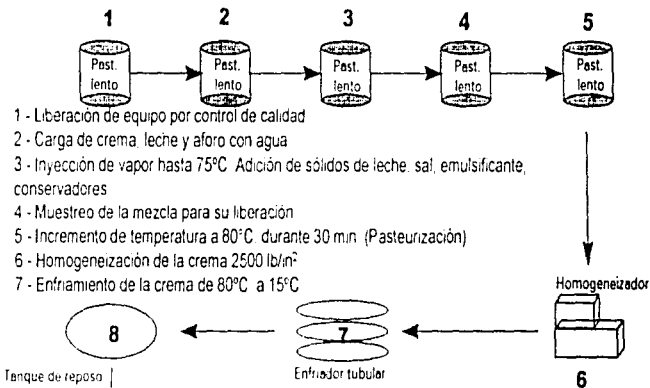 1 2 3 4 5
Past. Past. Past. Past. Past.
lento lento lento lento lento
1 - Liberación de equipo por control de calidad
2 - Carga de crema, leche y aforo con agua
3 - Inyección de vapor hasta 75ºC Adición de sólidos de leche, sal, emulsificante,
conservadores
4 - Muestreo de la mezcla para su liberación
5 - Incremento de temperatura a 80°C. durante 30 min (Pasteurización)
6 - Homogeneización de la crema 2500 lb/in²
7 - Enfriamiento de la crema de 80ºC a 15ºC
Homogeneizador
8 7
Tanque de reposo Enfriador tubular 6